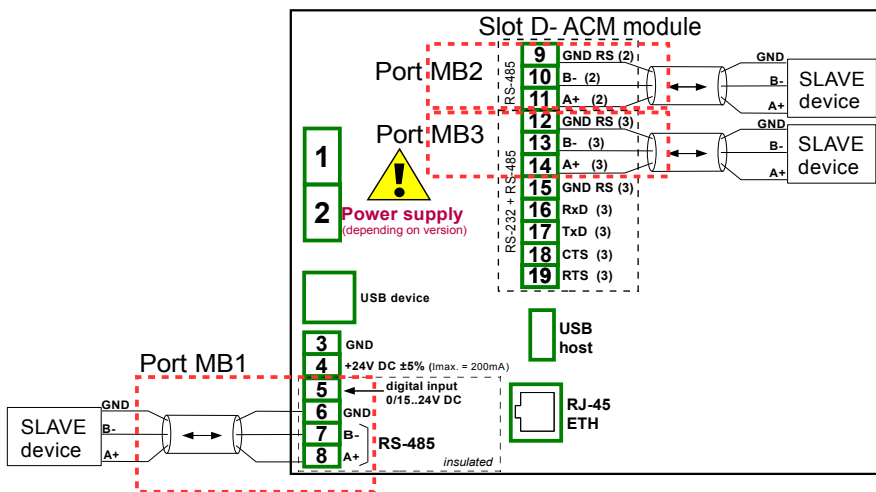 Slot D- ACM module
Port MB2
RS-485
9 GND RS (2)
10 B- (2)
11 A+ (2)
GND
B-
A+
SLAVE
device
Port MB3
RS-232 + RS-485
12 GND RS (3)
13 B- (3)
14 A+ (3)
15 GND RS (3)
16 RxD (3)
17 TxD (3)
18 CTS (3)
19 RTS (3)
GND
B-
A+
SLAVE
device
1
2
!
Power supply
(depending on version)
USB device
USB
host
3 GND
4 +24V DC ±5% (Imax. = 200mA)
5 digital input
0/15..24V DC
6 GND
7 B-
8 A+
RS-485
insulated
RJ-45
ETH
Port MB1
GND
B-
A+
SLAVE
device